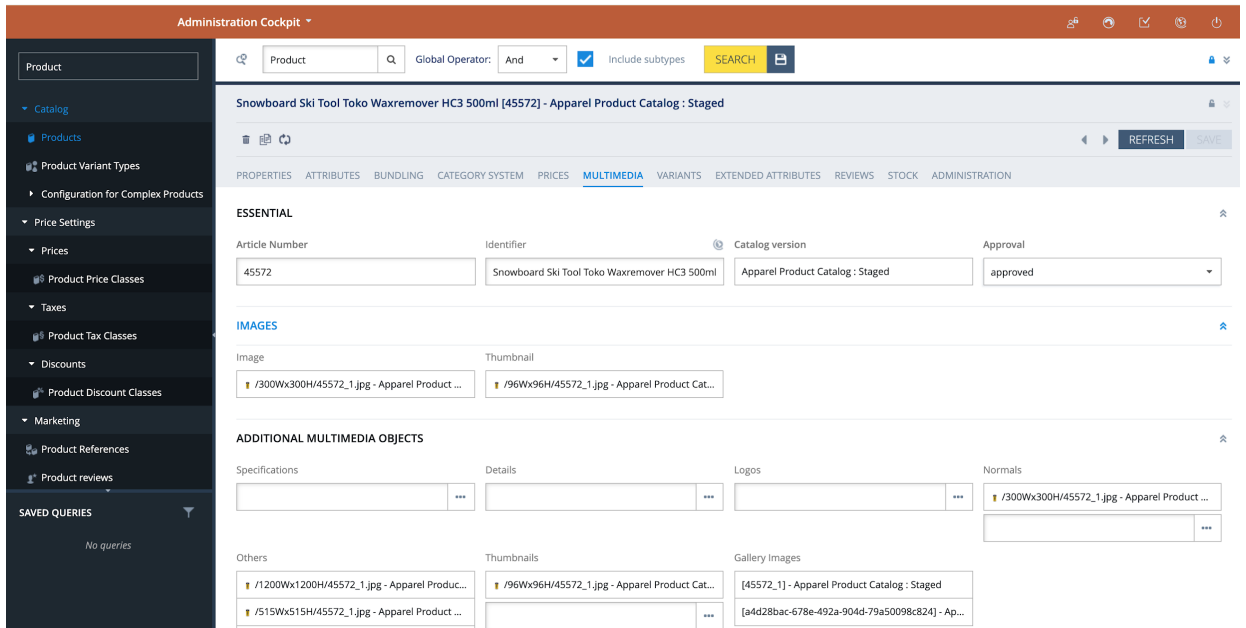 Administration Cockpit
Product
Catalog
Products
Product Variant Types
Configuration for Complex Products
Price Settings
Prices
Product Price Classes
Taxes
Product Tax Classes
Discounts
Product Discount Classes
Marketing
Product References
Product reviews
SAVED QUERIES
No queries
Product Global Operator: And Include subtypes SEARCH
Snowboard Ski Tool Toko Waxremover HC3 500ml [45572] - Apparel Product Catalog : Staged
REFRESH SAVE
PROPERTIES ATTRIBUTES BUNDLING CATEGORY SYSTEM PRICES MULTIMEDIA VARIANTS EXTENDED ATTRIBUTES REVIEWS STOCK ADMINISTRATION
ESSENTIAL
Article Number Identifier Catalog version Approval
45572 Snowboard Ski Tool Toko Waxremover HC3 500ml Apparel Product Catalog : Staged approved
IMAGES
Image Thumbnail
/300Wx300H/45572_1.jpg - Apparel Product ... /96Wx96H/45572_1.jpg - Apparel Product Cat...
ADDITIONAL MULTIMEDIA OBJECTS
Specifications Details Logos Normals
... ... ... /300Wx300H/45572_1.jpg - Apparel Product ...
...
Others Thumbnails Gallery Images
/1200Wx1200H/45572_1.jpg - Apparel Produc... /96Wx96H/45572_1.jpg - Apparel Product Cat... [45572_1] - Apparel Product Catalog : Staged
/515Wx515H/45572_1.jpg - Apparel Product ... ... [a4d28bac-678e-492a-904d-79a50098c824] - Ap...